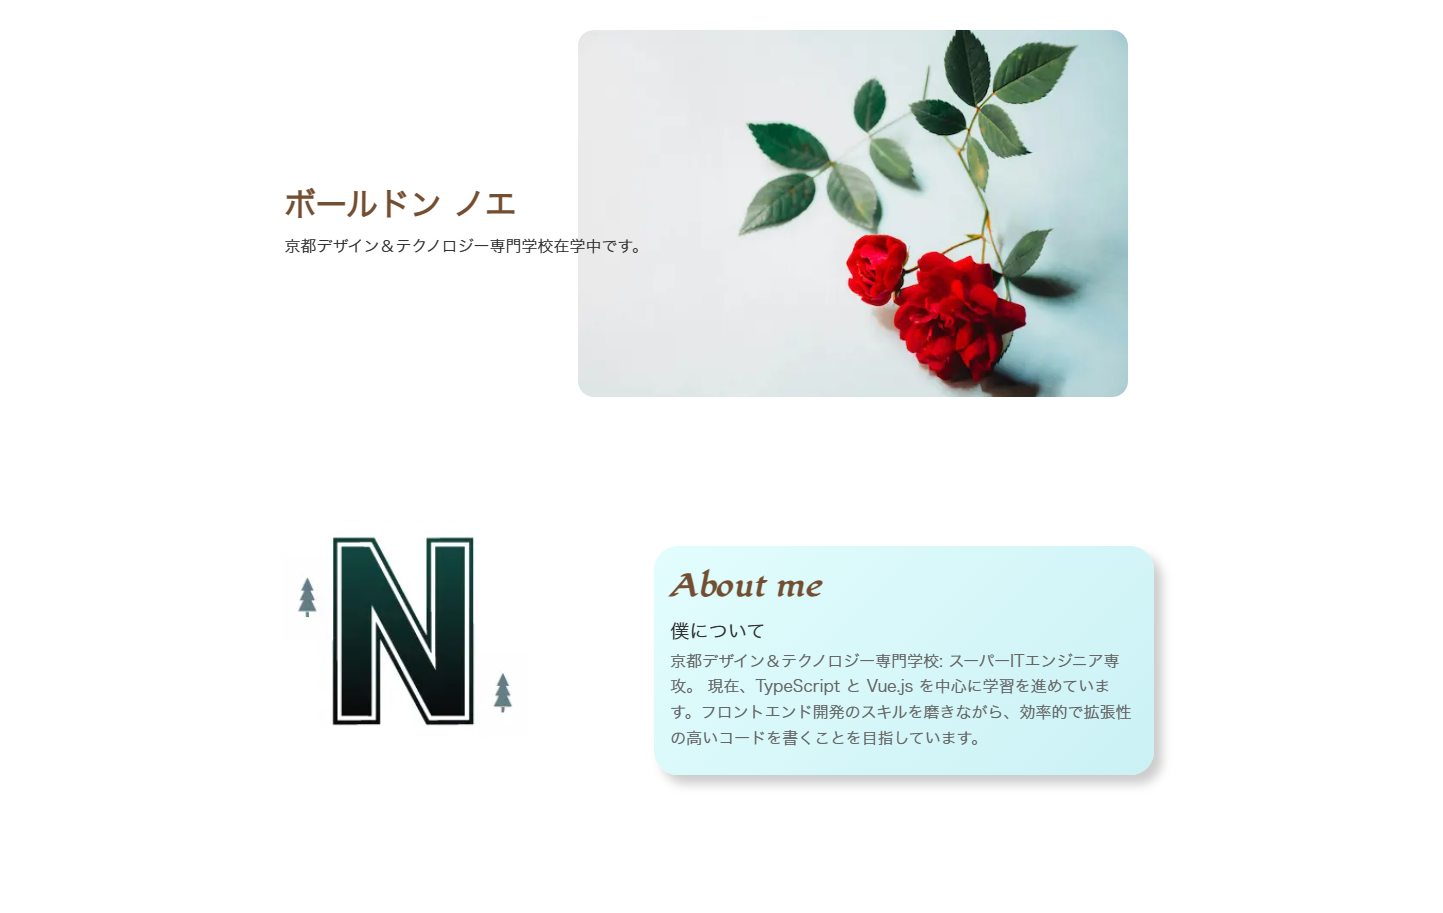 ボールドン ノエ
京都デザイン＆テクノロジー専門学校在学中です。
N
About me
僕について
京都デザイン＆テクノロジー専門学校: スーパーITエンジニア専
攻。 現在、TypeScript と Vue.js を中心に学習を進めていま
す。フロントエンド開発のスキルを磨きながら、効率的で拡張性
の高いコードを書くことを目指しています。